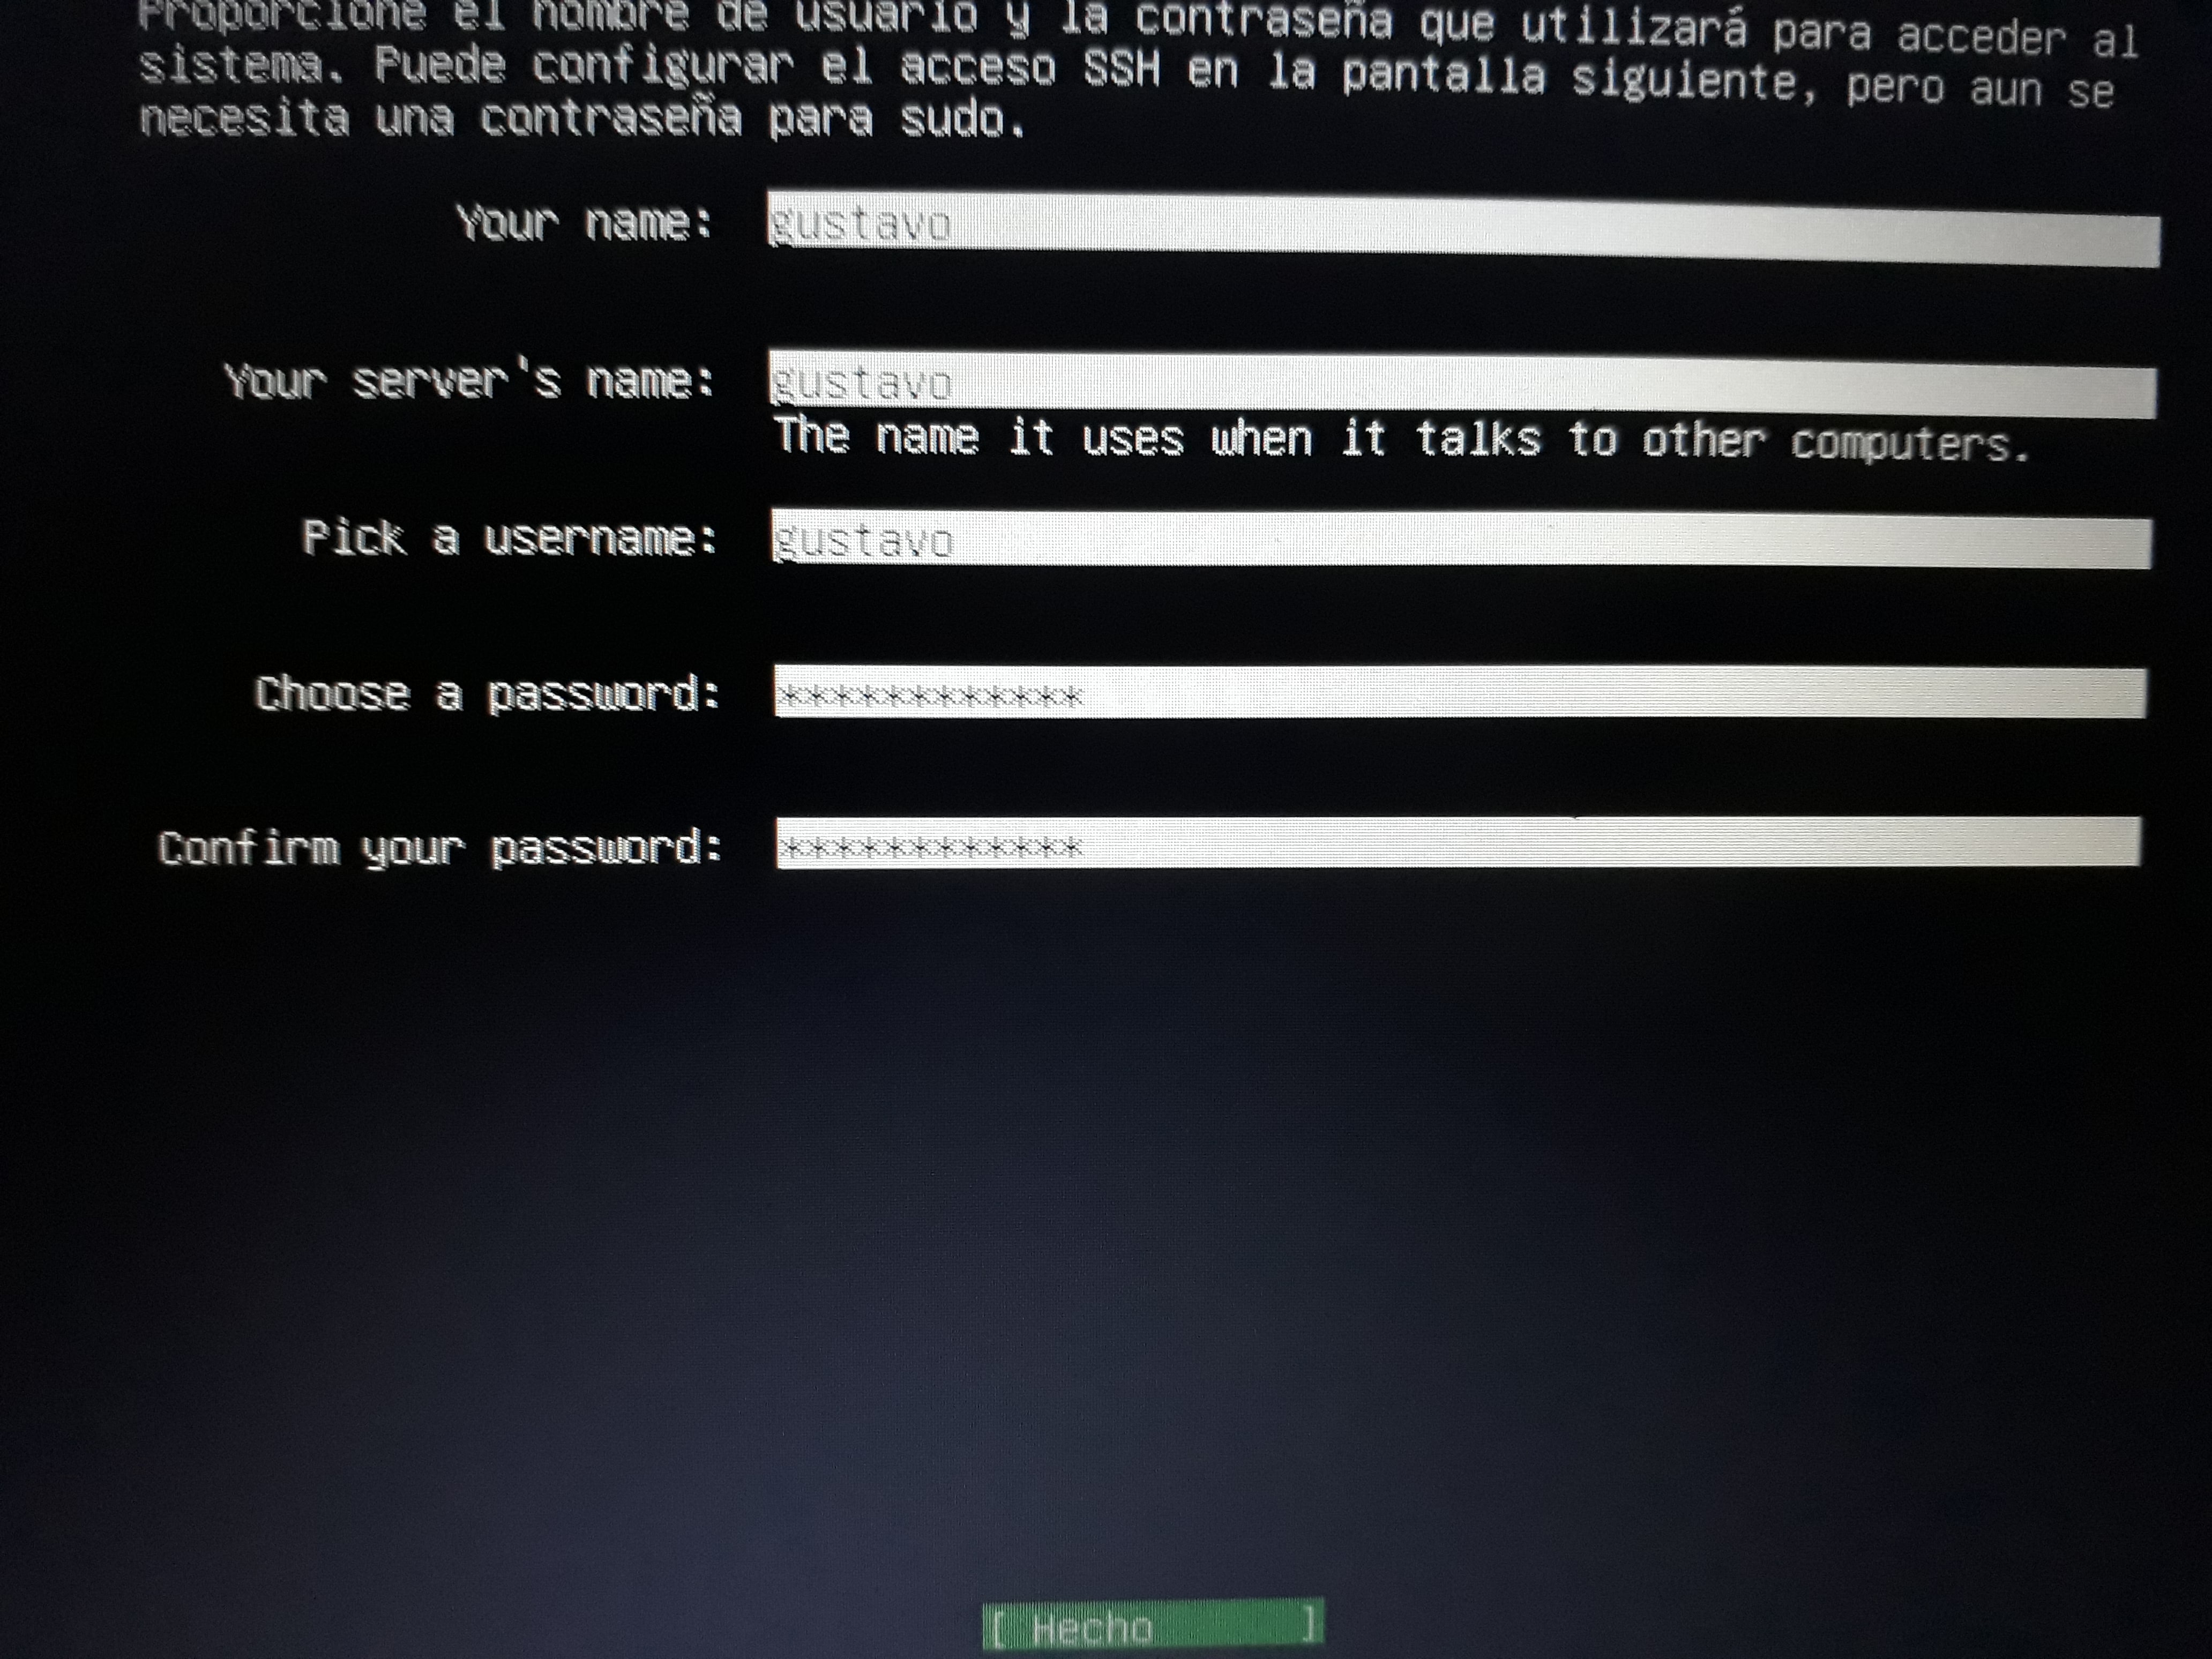 Proporcione el nombre de usuario y la contraseña que utilizará para acceder al
sistema. Puede configurar el acceso SSH en la pantalla siguiente, pero aun se
necesita una contraseña para sudo.
Your name: gustavo
Your server's name: gustavo
The name it uses when it talks to other computers.
Pick a username: gustavo
Choose a password: ************
Confirm your password: ************
[ Hecho ]